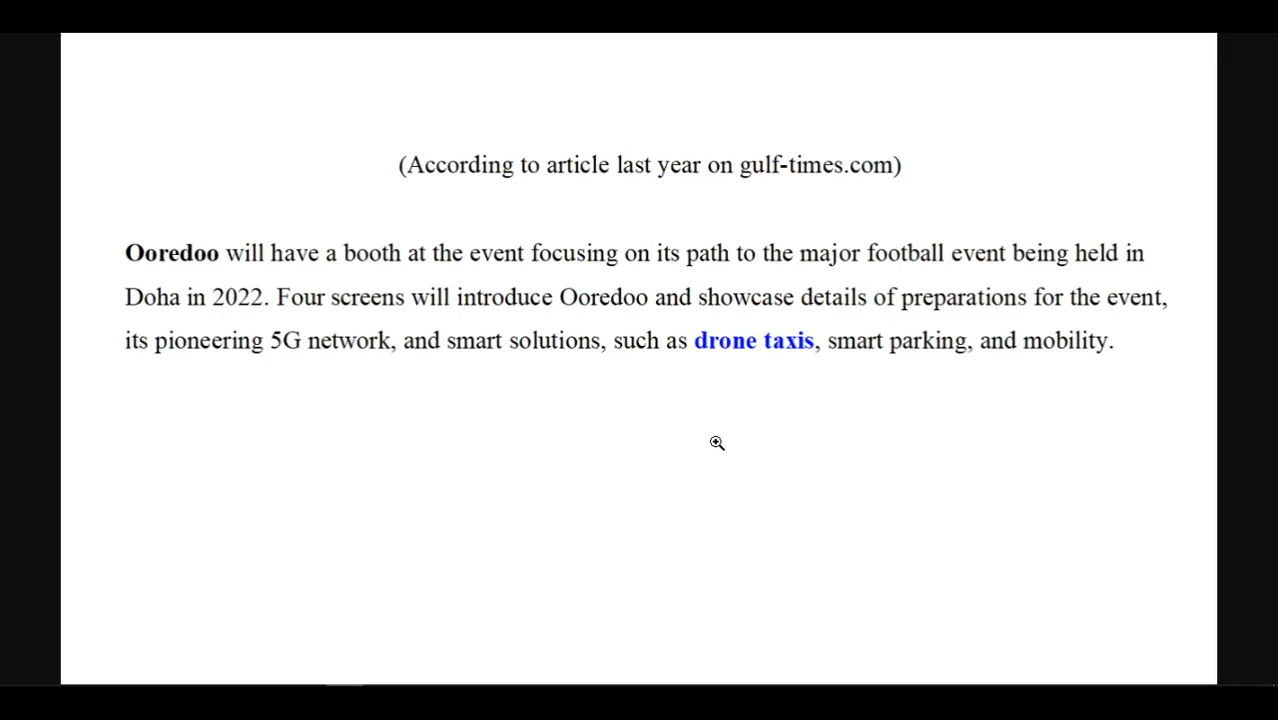 (According to article last year on gulf-times.com)
Ooredoo will have a booth at the event focusing on its path to the major football event being held in
Doha in 2022. Four screens will introduce Ooredoo and showcase details of preparations for the event,
its pioneering 5G network, and smart solutions, such as drone taxis, smart parking, and mobility.